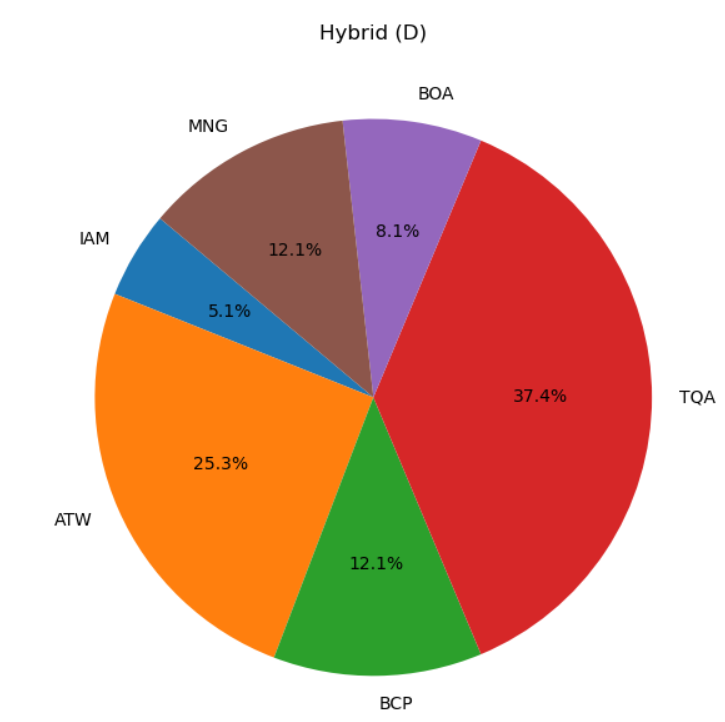 Hybrid (D)
BOA
MNG
8.1%
IAM
12.1%
5.1%
37.4%
TQA
25.3%
ATW
12.1%
BCP